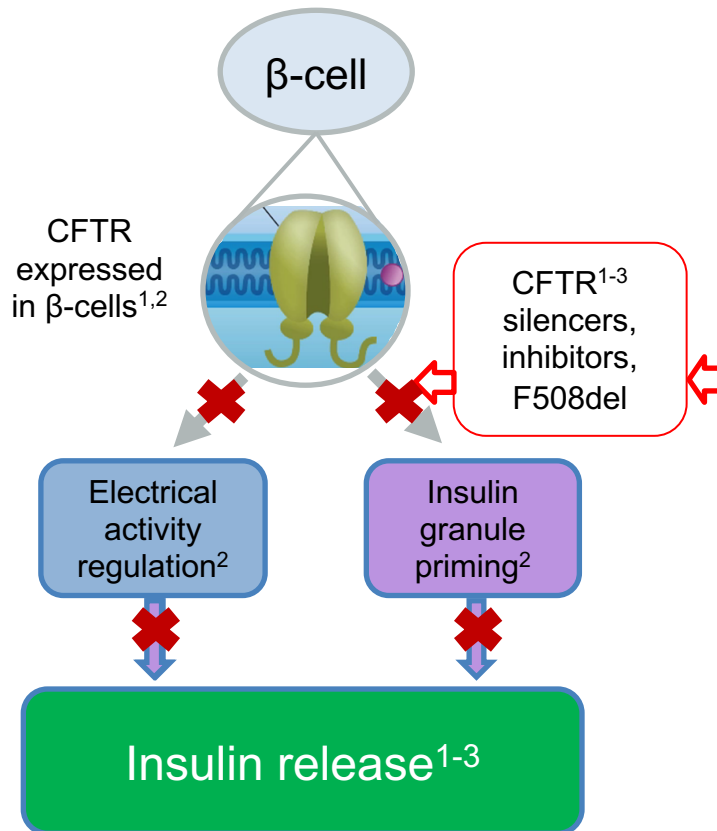 β-cell
CFTR
expressed
in β-cells1,2
CFTR1-3
silencers,
inhibitors,
F508del
Electrical
activity
regulation2
Insulin
granule
priming2
Insulin release1-3